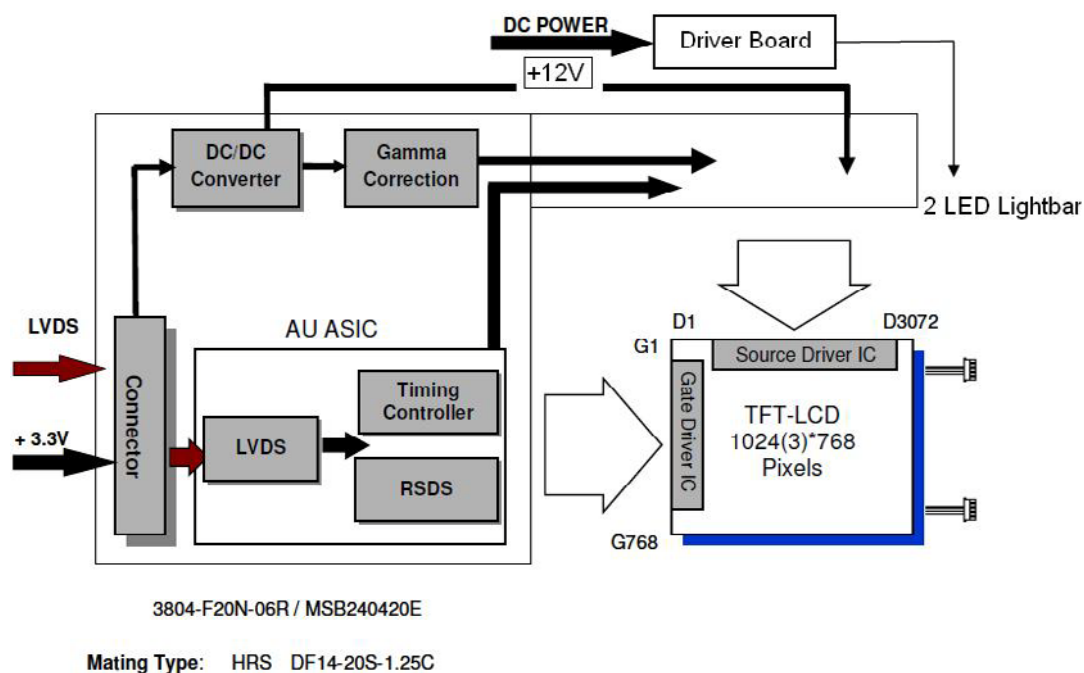 DC POWER
Driver Board
+12V
DC/DC
Converter
Gamma
Correction
2 LED Lightbar
LVDS
AU ASIC
D1
D3072
G1
Source Driver IC
Connector
Timing
Controller
Gate Driver IC
TFT-LCD
1024(3)*768
Pixels
+ 3.3V
LVDS
RSDS
G768
3804-F20N-06R / MSB240420E
Mating Type: HRS DF14-20S-1.25C